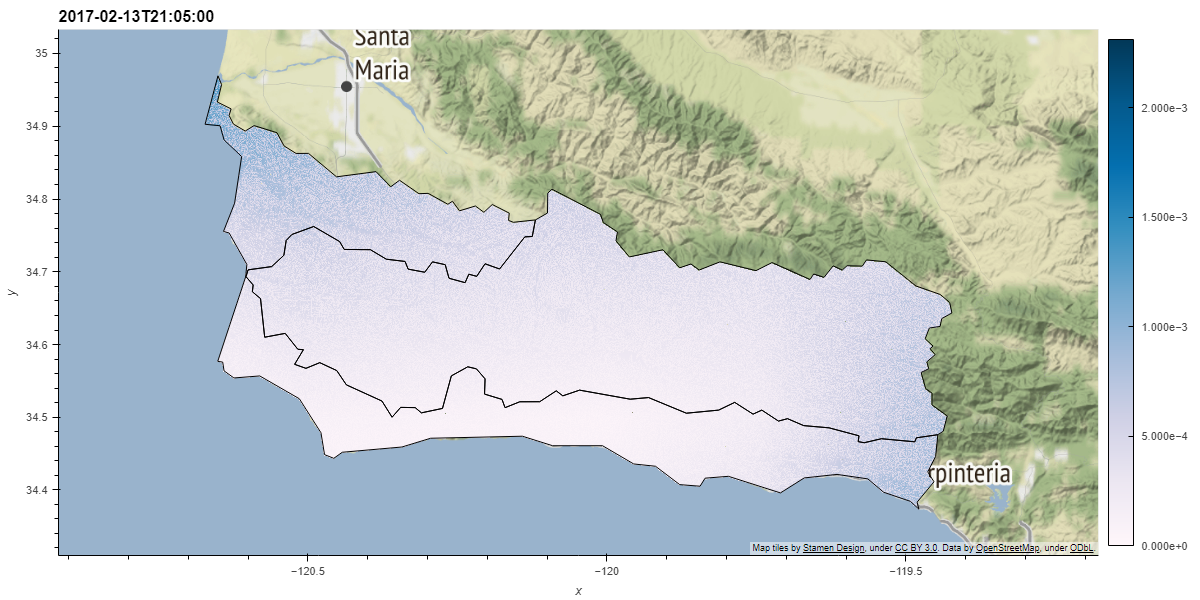 2017-02-13T21:05:00
35
34.9
34.8
34.7
34.6
34.5
34.4
y
Santa
Maria
rpinteria
Map tiles by Stamen Design, under CC BY 3.0. Data by OpenStreetMap, under ODbL.
−120.5
−120
−119.5
x
2.000e−3
1.500e−3
1.000e−3
5.000e−4
0.000e+0